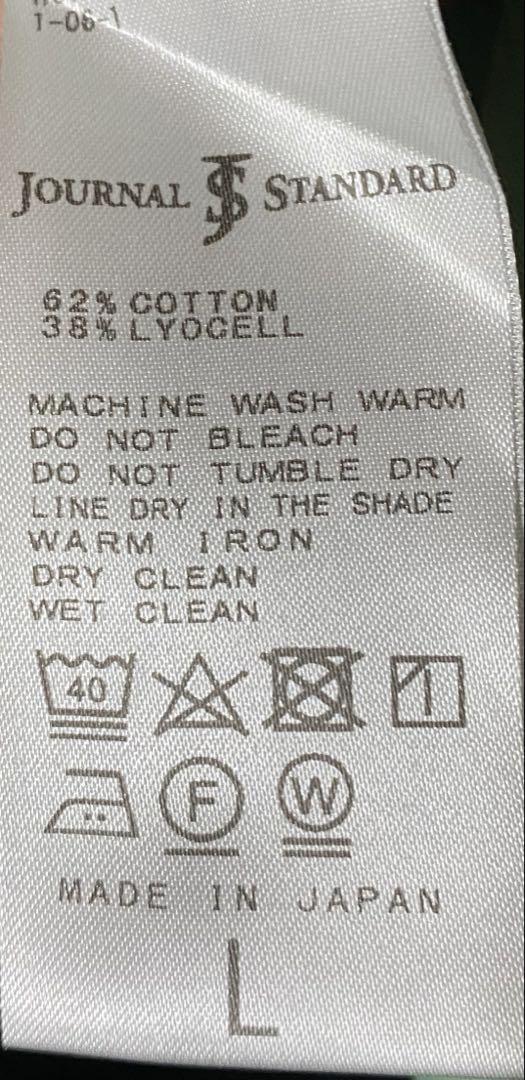 1-06-1
JOURNAL JS STANDARD
62% COTTON
38% LYOCELL
MACHINE WASH WARM
DO NOT BLEACH
DO NOT TUMBLE DRY
LINE DRY IN THE SHADE
WARM IRON
DRY CLEAN
WET CLEAN
40
F W
MADE IN JAPAN
L